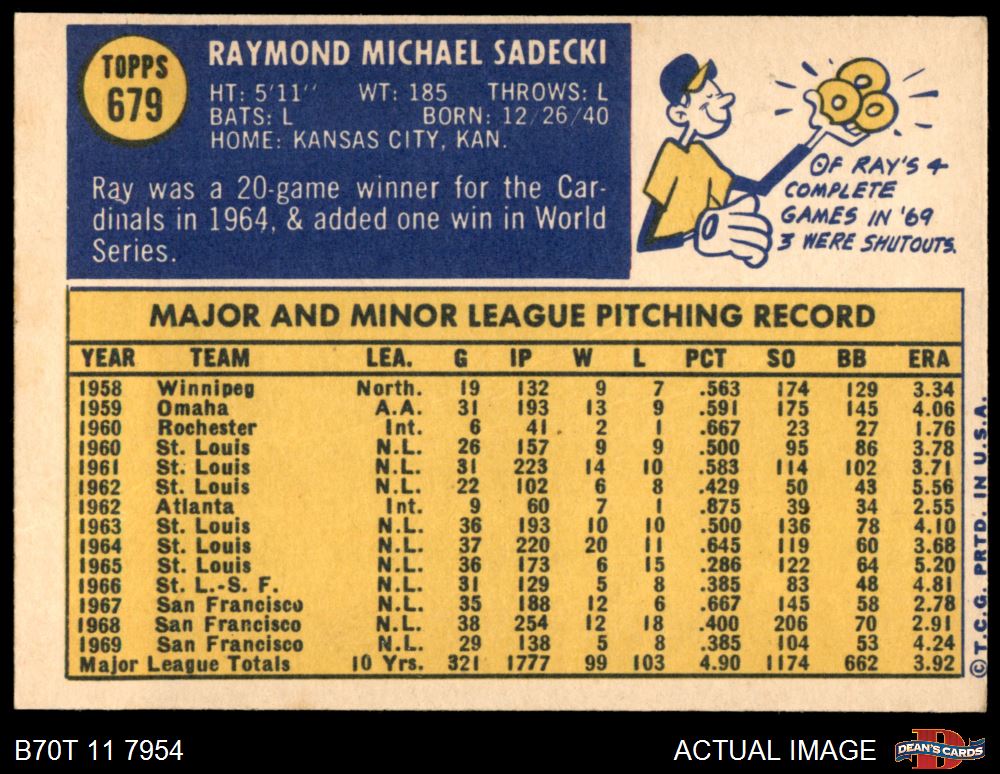 TOPPS
679
RAYMOND MICHAEL SADECKI
HT: 5'11" WT: 185 THROWS: L
BATS: L BORN: 12/26/40
HOME: KANSAS CITY, KAN.
Ray was a 20-game winner for the Car-
dinals in 1964, & added one win in World
Series.
OF RAY'S 4
COMPLETE
GAMES IN '69
3 WERE SHUTOUTS.
MAJOR AND MINOR LEAGUE PITCHING RECORD
YEAR TEAM LEA. G IP W L PCT SO BB ERA
1958 Winnipeg North. 19 132 9 7 .563 174 129 3.34
1959 Omaha A.A. 31 193 13 9 .591 175 145 4.06
1960 Rochester Int. 6 41 2 1 .667 23 27 1.76
1960 St. Louis N.L. 26 157 9 9 .500 95 86 3.78
1961 St. Louis N.L. 31 223 14 10 .583 114 102 3.71
1962 St. Louis N.L. 22 102 6 8 .429 50 43 5.56
1962 Atlanta Int. 9 60 7 1 .875 39 34 2.55
1963 St. Louis N.L. 36 193 10 10 .500 136 78 4.10
1964 St. Louis N.L. 37 220 20 11 .645 119 60 3.68
1965 St. Louis N.L. 36 173 6 15 .286 122 64 5.20
1966 St. L.-S. F. N.L. 31 129 5 8 .385 83 48 4.81
1967 San Francisco N.L. 35 188 12 6 .667 145 58 2.78
1968 San Francisco N.L. 38 254 12 18 .400 206 70 2.91
1969 San Francisco N.L. 29 138 5 8 .385 104 53 4.24
Major League Totals 10 Yrs. 321 1777 99 103 4.90 1174 662 3.92
©T.C.G. PRTD. IN U.S.A.
B70T 11 7954
ACTUAL IMAGE
D
DEAN'S CARDS